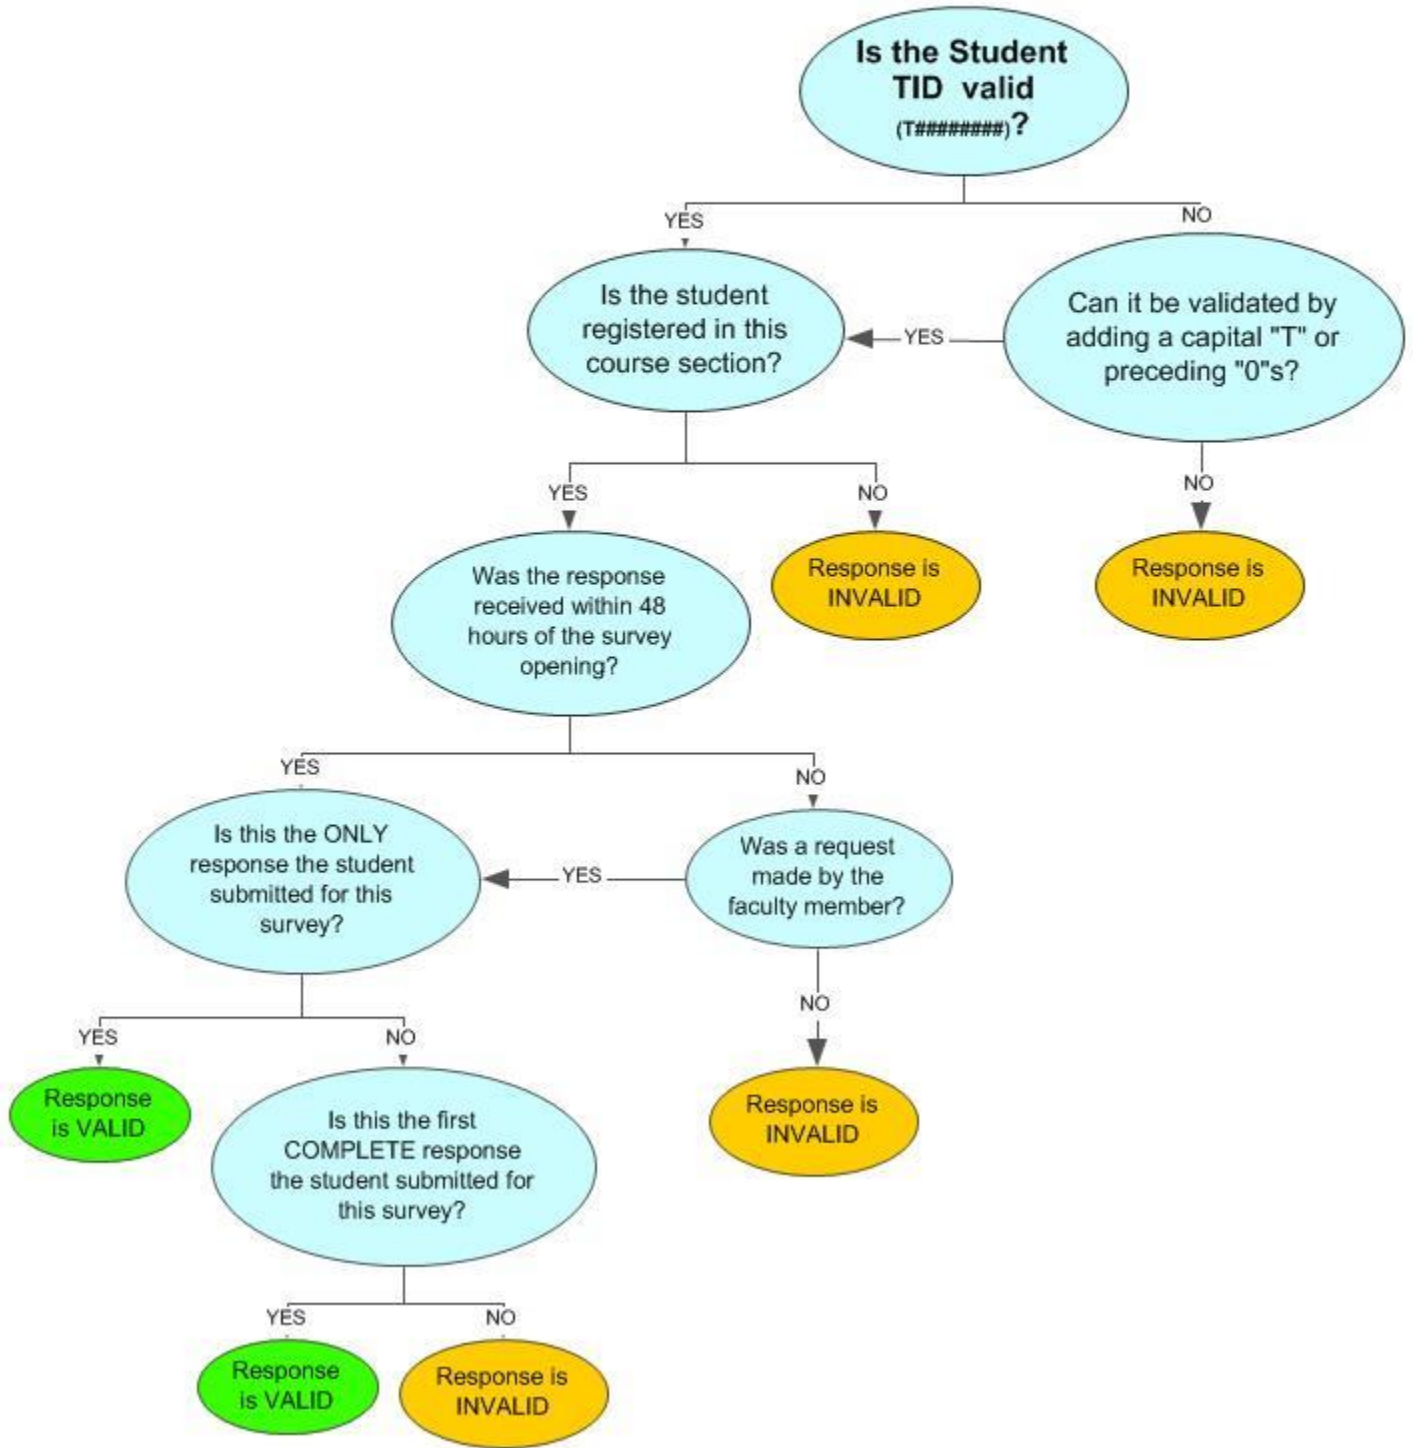 Is the Student
TID valid
(T########)?
YES
NO
Is the student
registered in this
course section?
YES
Can it be validated by
adding a capital "T" or
preceding "0"s?
YES
NO
NO
Was the response
received within 48
hours of the survey
opening?
Response is
INVALID
Response is
INVALID
YES
NO
Is this the ONLY
response the student
submitted for this
survey?
YES
Was a request
made by the
faculty member?
YES
NO
NO
Response
is VALID
Is this the first
COMPLETE response
the student submitted for
this survey?
Response is
INVALID
YES
NO
Response
is VALID
Response is
INVALID